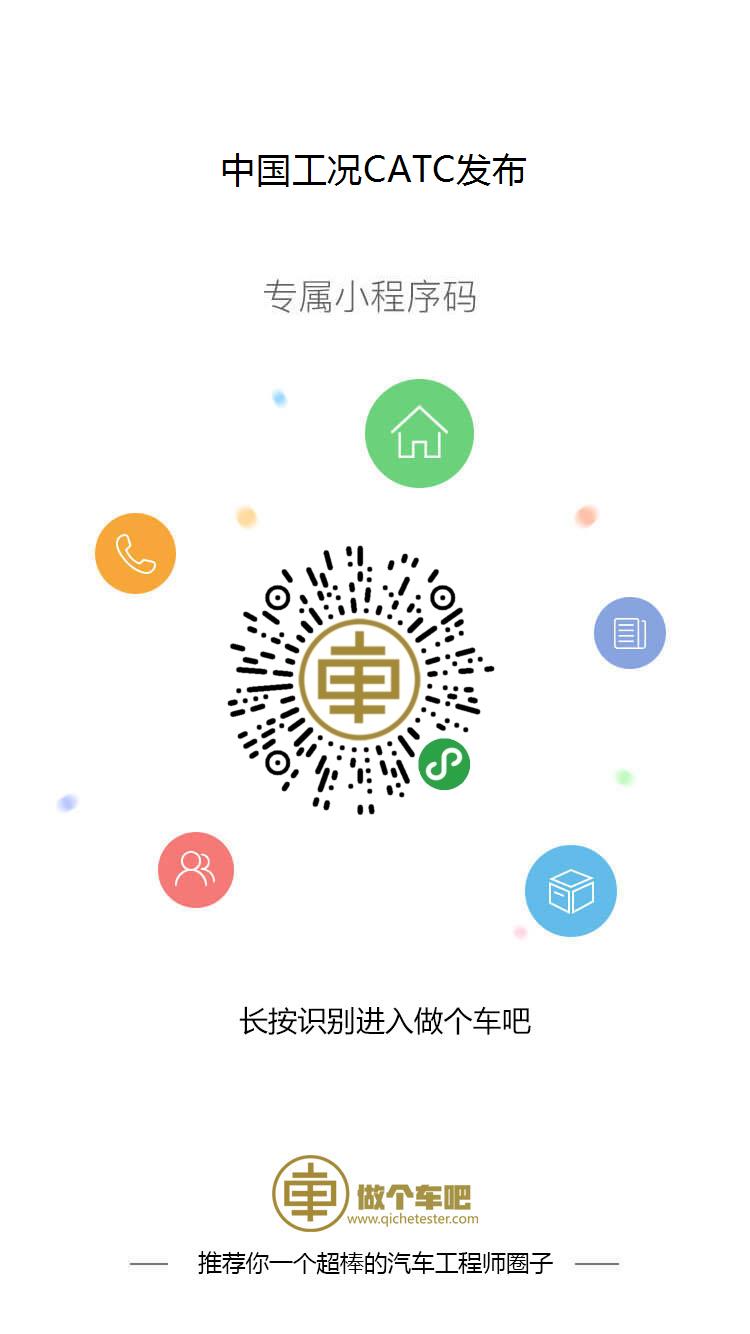 中国工况CATC发布
专属小程序码
車
长按识别进入做个车吧
車
做个车吧
www.qichetester.com
推荐你一个超棒的汽车工程师圈子